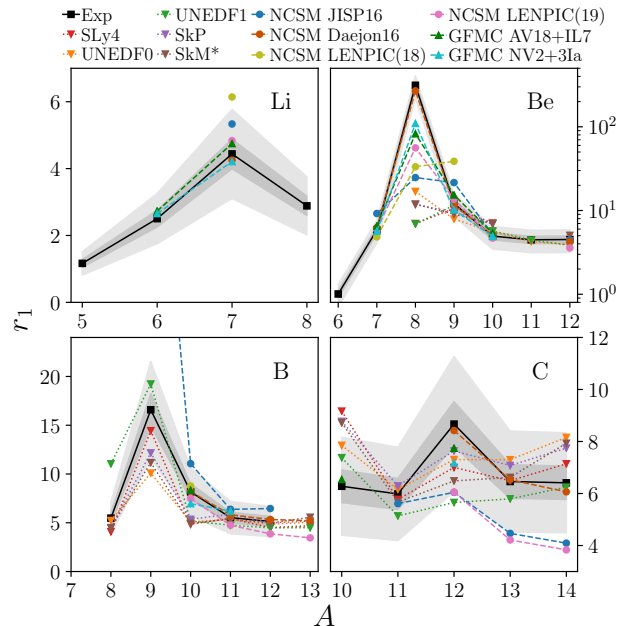 Exp UNEDF1 NCSM JISP16 NCSM LENPIC(19)
SLy4 SkP NCSM Daejon16 GFMC AV18+IL7
UNEDF0 SkM* NCSM LENPIC(18) GFMC NV2+3Ia
Li
6
4
2
0
5 6 7 8
Be
10²
10¹
10⁰
6 7 8 9 10 11 12
r₁
B
20
15
10
5
0
7 8 9 10 11 12 13
C
12
10
8
6
4
10 11 12 13 14
A